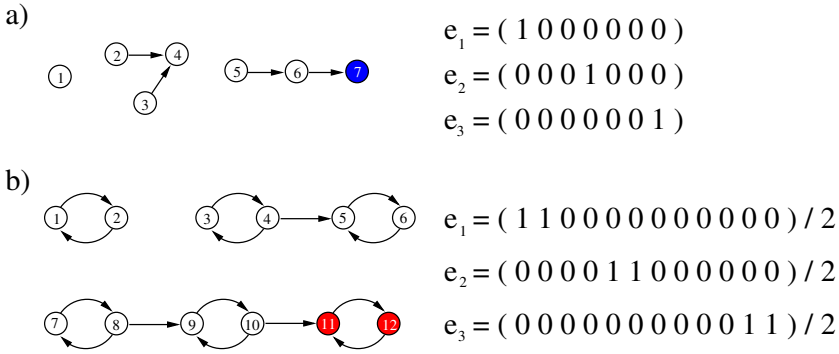 a)
e₁ = ( 1 0 0 0 0 0 0 )
2 4
1
5 6 7
e₂ = ( 0 0 0 1 0 0 0 )
3
e₃ = ( 0 0 0 0 0 0 1 )
b)
1 2 3 4 5 6
e₁ = ( 1 1 0 0 0 0 0 0 0 0 0 0 ) / 2
e₂ = ( 0 0 0 0 1 1 0 0 0 0 0 0 ) / 2
7 8 9 10 11 12
e₃ = ( 0 0 0 0 0 0 0 0 0 0 1 1 ) / 2